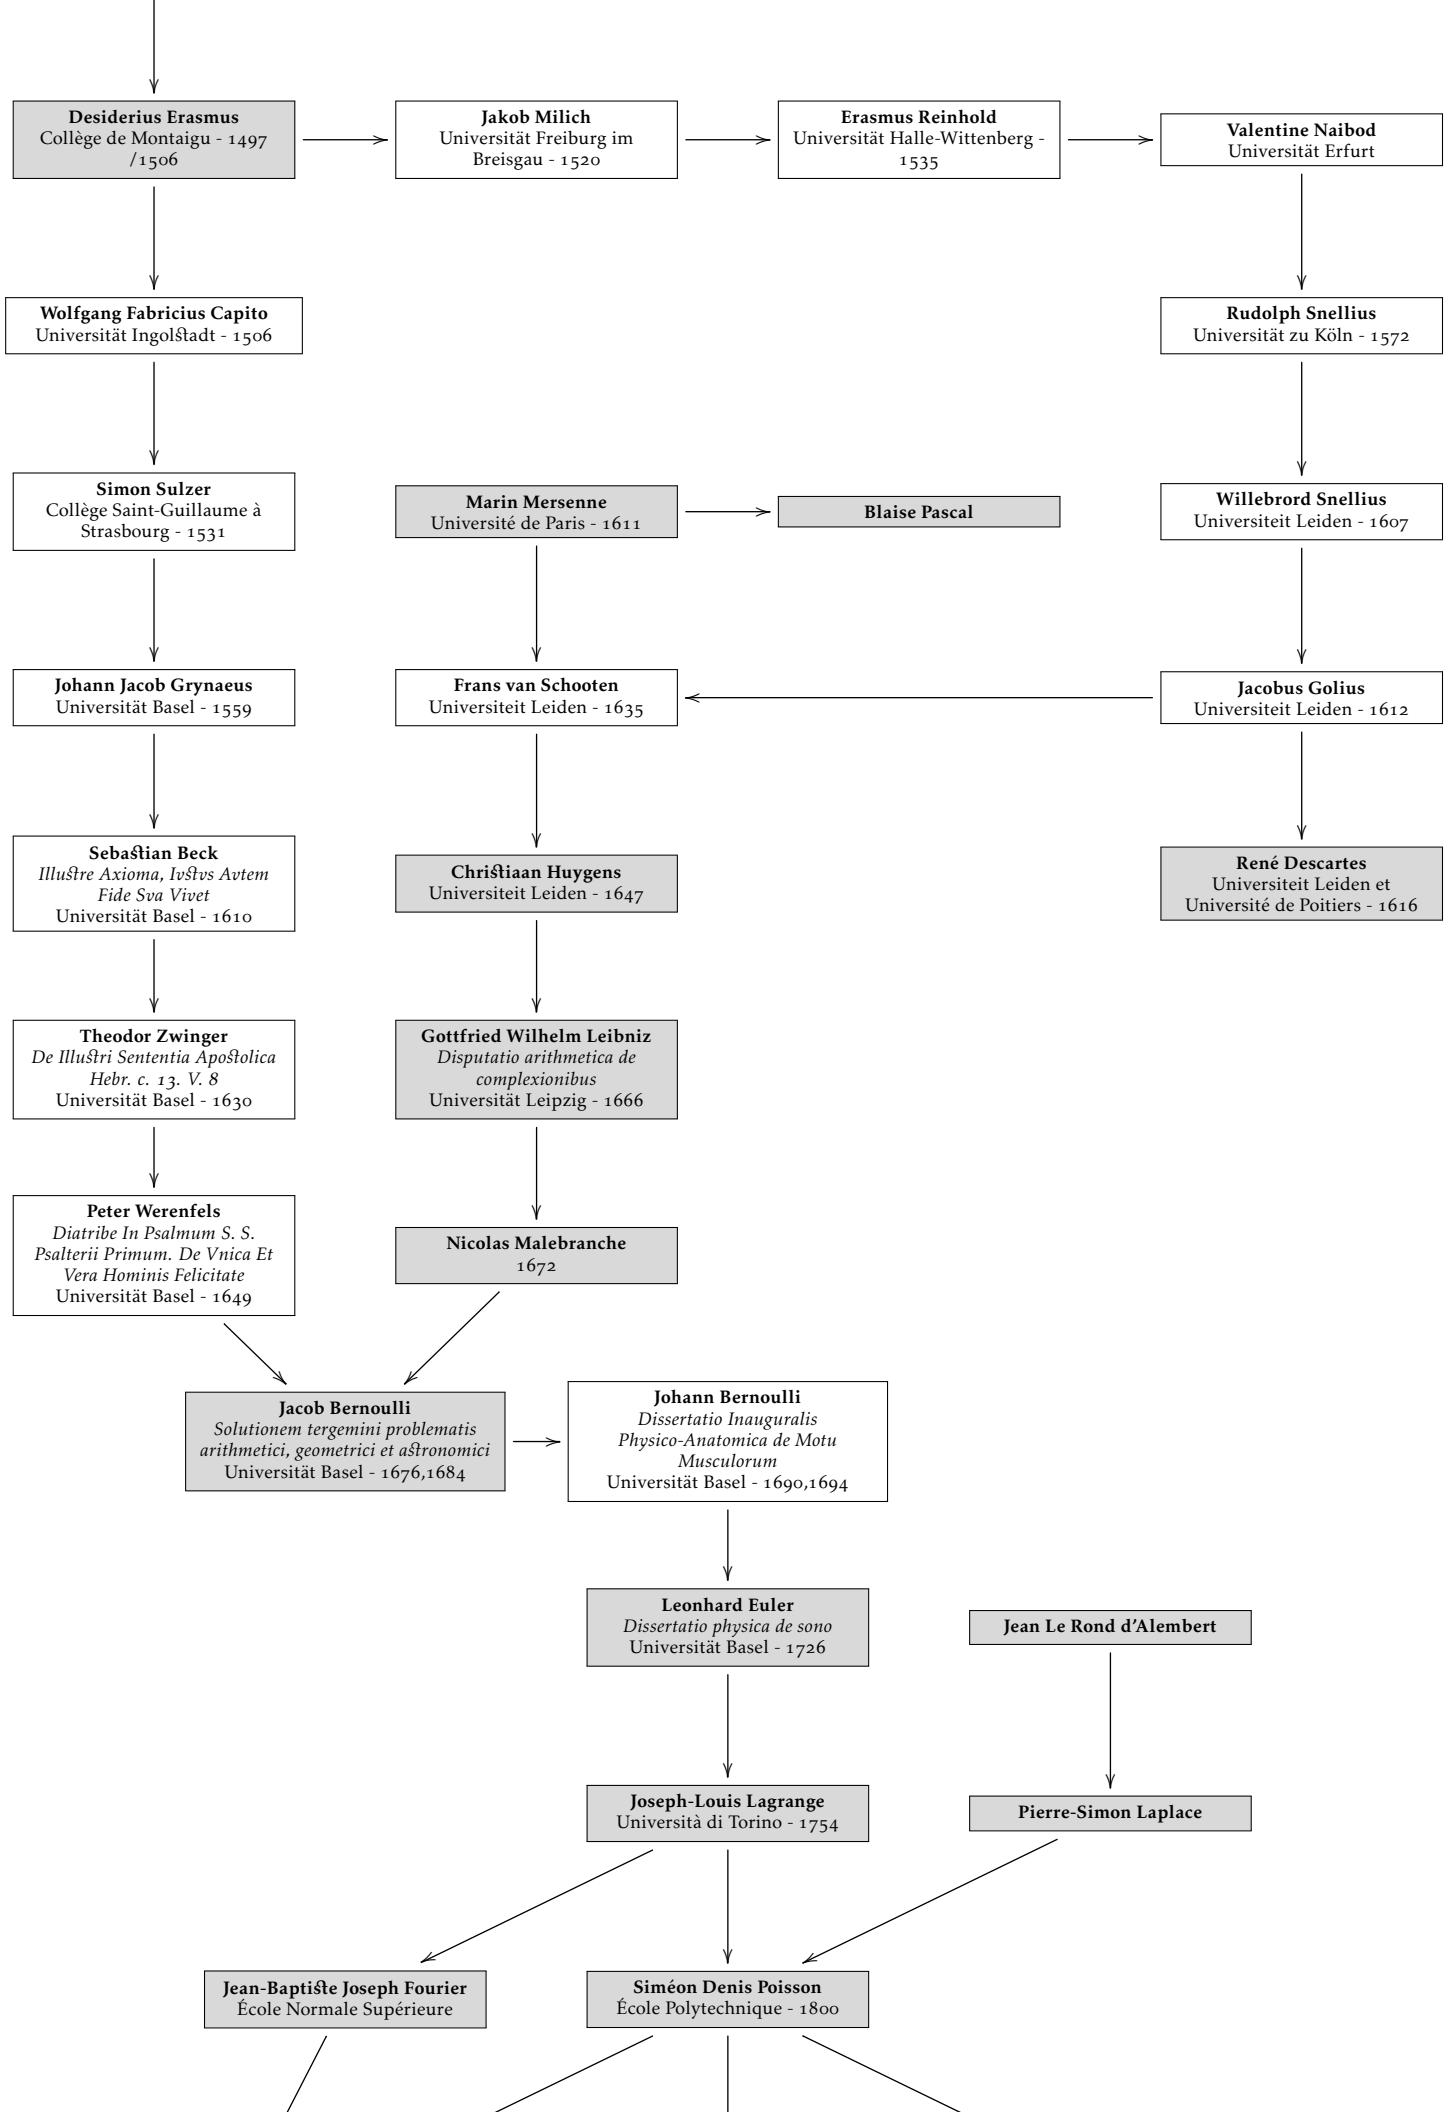 Desiderius Erasmus
Collège de Montaigu - 1497
/1506
Jakob Milich
Universität Freiburg im
Breisgau - 1520
Erasmus Reinhold
Universität Halle-Wittenberg -
1535
Valentine Naibod
Universität Erfurt
Wolfgang Fabricius Capito
Universität Ingolstadt - 1506
Rudolph Snellius
Universität zu Köln - 1572
Simon Sulzer
Collège Saint-Guillaume à
Strasbourg - 1531
Marin Mersenne
Université de Paris - 1611
Blaise Pascal
Willebrord Snellius
Universiteit Leiden - 1607
Johann Jacob Grynaeus
Universität Basel - 1559
Frans van Schooten
Universiteit Leiden - 1635
Jacobus Golius
Universiteit Leiden - 1612
Sebastian Beck
Illustre Axioma, Ivstvs Avtem
Fide Sva Vivet
Universität Basel - 1610
Christiaan Huygens
Universiteit Leiden - 1647
René Descartes
Universiteit Leiden et
Université de Poitiers - 1616
Theodor Zwinger
De Illustri Sententia Apostolica
Hebr. c. 13. V. 8
Universität Basel - 1630
Gottfried Wilhelm Leibniz
Disputatio arithmetica de
complexionibus
Universität Leipzig - 1666
Peter Werenfels
Diatribe In Psalmum S. S.
Psalterii Primum. De Vnica Et
Vera Hominis Felicitate
Universität Basel - 1649
Nicolas Malebranche
1672
Jacob Bernoulli
Solutionem tergemini problematis
arithmetici, geometrici et astronomici
Universität Basel - 1676,1684
Johann Bernoulli
Dissertatio Inauguralis
Physico-Anatomica de Motu
Musculorum
Universität Basel - 1690,1694
Leonhard Euler
Dissertatio physica de sono
Universität Basel - 1726
Jean Le Rond d'Alembert
Joseph-Louis Lagrange
Università di Torino - 1754
Pierre-Simon Laplace
Jean-Baptiste Joseph Fourier
École Normale Supérieure
Siméon Denis Poisson
École Polytechnique - 1800